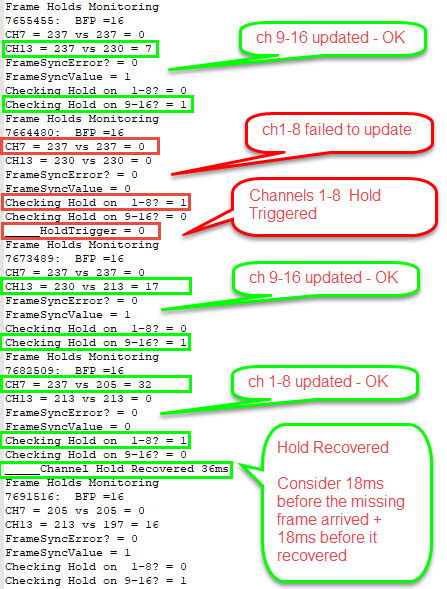 Frame Holds Monitoring
7655455:  BFP =16
CH7 = 237 vs 237 = 0
CH13 = 237 vs 230 = 7
FrameSyncError? = 0
FrameSyncValue = 1
Checking Hold on  1-8? = 0
Checking Hold on 9-16? = 1
Frame Holds Monitoring
7664480:  BFP =16
CH7 = 237 vs 237 = 0
CH13 = 230 vs 230 = 0
FrameSyncError? = 0
FrameSyncValue = 0
Checking Hold on  1-8? = 1
Checking Hold on 9-16? = 0
_____HoldTrigger = 0
Frame Holds Monitoring
7673489:  BFP =16
CH7 = 237 vs 237 = 0
CH13 = 230 vs 213 = 17
FrameSyncError? = 0
FrameSyncValue = 1
Checking Hold on  1-8? = 0
Checking Hold on 9-16? = 1
Frame Holds Monitoring
7682509:  BFP =16
CH7 = 237 vs 205 = 32
CH13 = 213 vs 213 = 0
FrameSyncError? = 0
FrameSyncValue = 0
Checking Hold on  1-8? = 1
Checking Hold on 9-16? = 0
_____Channel Hold Recovered 36ms
Frame Holds Monitoring
7691516:  BFP =16
CH7 = 205 vs 205 = 0
CH13 = 213 vs 197 = 16
FrameSyncError? = 0
FrameSyncValue = 1
Checking Hold on  1-8? = 0
Checking Hold on 9-16? = 1
ch 9-16 updated - OK
ch1-8 failed to update
Channels 1-8  Hold
Triggered
ch 9-16 updated - OK
ch 1-8 updated - OK
Hold Recovered
Consider 18ms
before the missing
frame arrived +
18ms before it
recovered